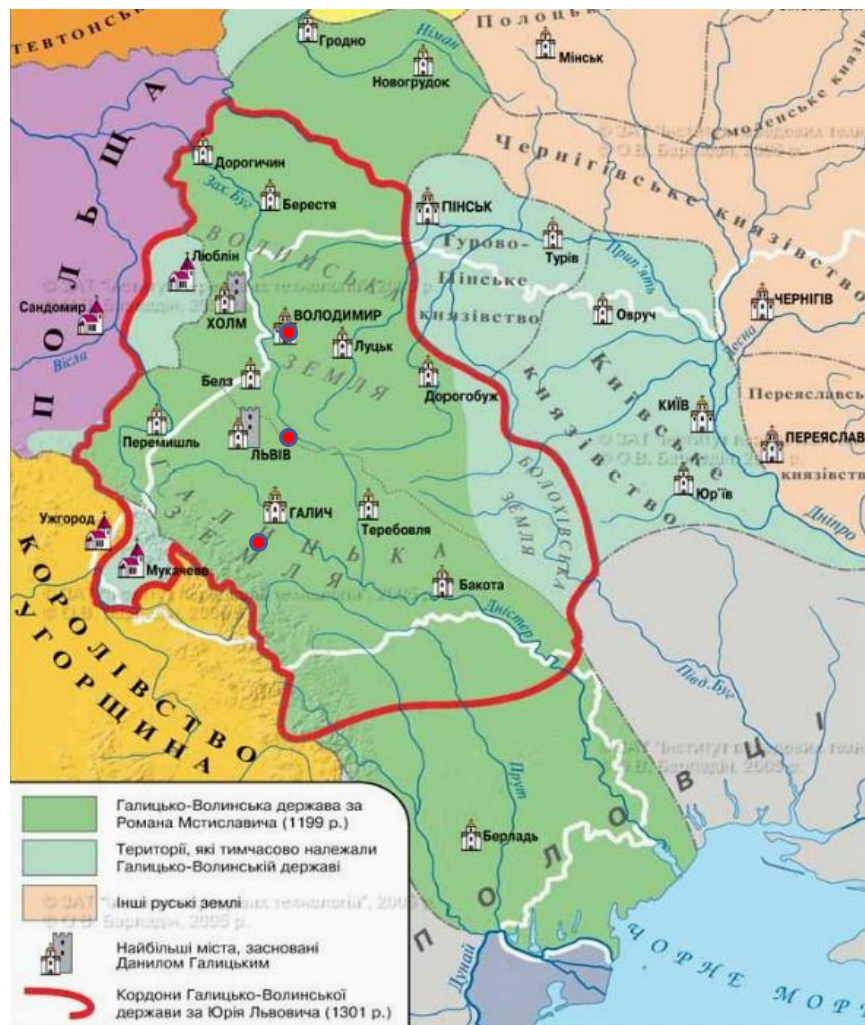 ТЕВТОНСЬ
Гродно
Німан
Полоцьке
Мінськ
Новогрудок
Смоленське князівство
ПОЛЬЩА
Дорогичин
Зах. Буг
Берестя
Чернігівське князівство
ПІНСЬК
Турово-
Пінське
князівство
Турів
Прип'ять
ВОЛИНСЬКА
ЗЕМЛЯ
Люблін
Сандомир
ХОЛМ
ВОЛОДИМИР
Луцьк
Овруч
ЧЕРНІГІВ
Десна
Вісла
Белз
Дорогобуж
Київське
князівство
Переяславсь
князівство
КИЇВ
ПЕРЕЯСЛАВ
Перемишль
ЛЬВІВ
БОЛОХІВСЬКА
ЗЕМЛЯ
Юр'їв
Дніпро
ГАЛИЦЬКА
ЗЕМЛЯ
ГАЛИЧ
Теребовля
Ужгород
Мукачеве
Бакота
Дністер
КОРОЛІВСТВО
УГОРЩИНА
Півд. Буг
Прут
ПОЛОВЦІ
Берладь
Дунай
ЧОРНЕ МОР
Галицько-Волинська держава за
Романа Мстиславича (1199 р.)
Території, які тимчасово належали
Галицько-Волинській державі
Інші руські землі
Найбільші міста, засновані
Данилом Галицьким
Кордони Галицько-Волинської
держави за Юрія Львовича (1301 р.)